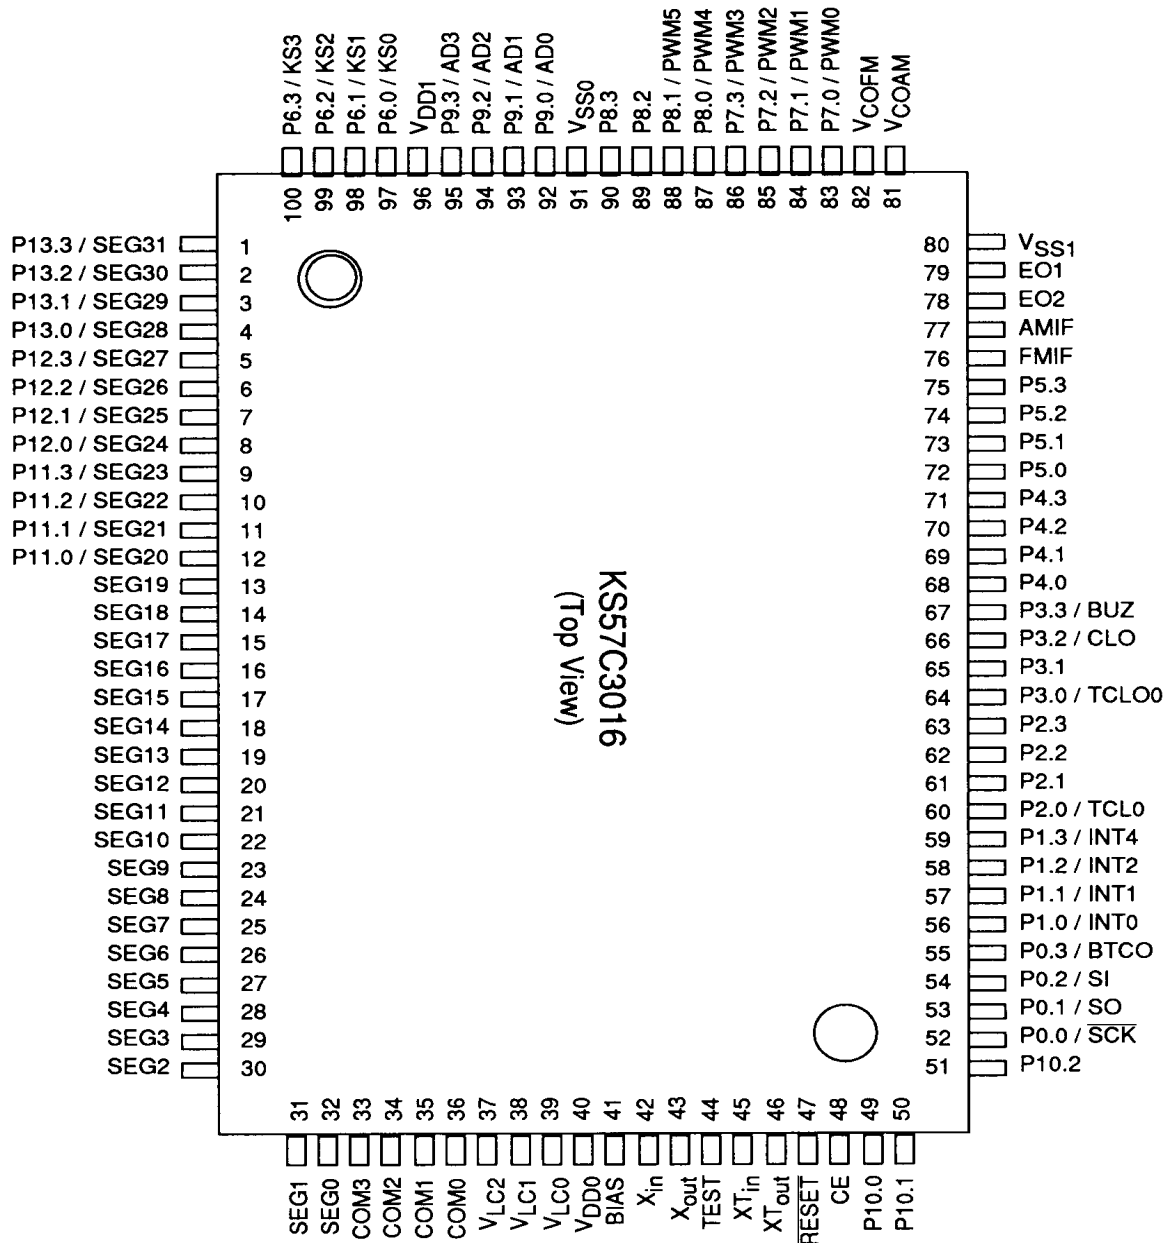 P6.3 / KS3
P6.2 / KS2
P6.1 / KS1
P6.0 / KS0
VDD1
P9.3 / AD3
P9.2 / AD2
P9.1 / AD1
P9.0 / AD0
VSS0
P8.3
P8.2
P8.1 / PWM5
P8.0 / PWM4
P7.3 / PWM3
P7.2 / PWM2
P7.1 / PWM1
P7.0 / PWM0
VCOFM
VCOAM
100
99
98
97
96
95
94
93
92
91
90
89
88
87
86
85
84
83
82
81
P13.3 / SEG31 1
P13.2 / SEG30 2
P13.1 / SEG29 3
P13.0 / SEG28 4
P12.3 / SEG27 5
P12.2 / SEG26 6
P12.1 / SEG25 7
P12.0 / SEG24 8
P11.3 / SEG23 9
P11.2 / SEG22 10
P11.1 / SEG21 11
P11.0 / SEG20 12
SEG19 13
SEG18 14
SEG17 15
SEG16 16
SEG15 17
SEG14 18
SEG13 19
SEG12 20
SEG11 21
SEG10 22
SEG9 23
SEG8 24
SEG7 25
SEG6 26
SEG5 27
SEG4 28
SEG3 29
SEG2 30
KS57C3016
(Top View)
80 VSS1
79 EO1
78 EO2
77 AMIF
76 FMIF
75 P5.3
74 P5.2
73 P5.1
72 P5.0
71 P4.3
70 P4.2
69 P4.1
68 P4.0
67 P3.3 / BUZ
66 P3.2 / CLO
65 P3.1
64 P3.0 / TCLO0
63 P2.3
62 P2.2
61 P2.1
60 P2.0 / TCL0
59 P1.3 / INT4
58 P1.2 / INT2
57 P1.1 / INT1
56 P1.0 / INT0
55 P0.3 / BTCO
54 P0.2 / SI
53 P0.1 / SO
52 P0.0 / SCK
51 P10.2
31
32
33
34
35
36
37
38
39
40
41
42
43
44
45
46
47
48
49
50
SEG1
SEG0
COM3
COM2
COM1
COM0
VLC2
VLC1
VLC0
VDD0
BIAS
Xin
Xout
TEST
XTin
XTout
RESET
CE
P10.0
P10.1